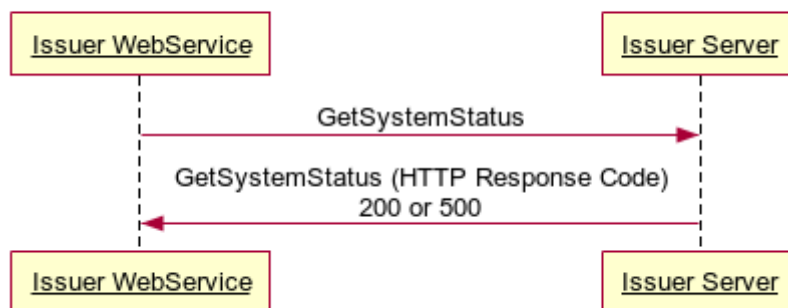 Issuer WebService
Issuer Server
GetSystemStatus
GetSystemStatus (HTTP Response Code)
200 or 500
Issuer WebService
Issuer Server